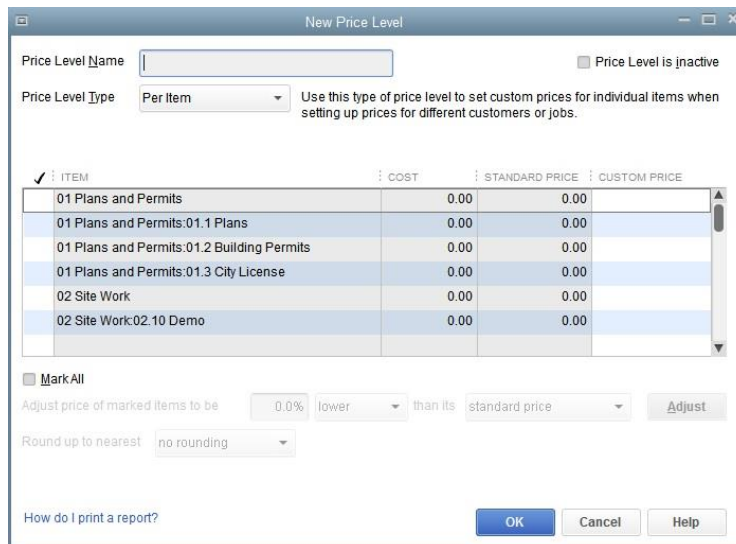 New Price Level
Price Level Name
Price Level is inactive
Price Level Type Per Item Use this type of price level to set custom prices for individual items when
setting up prices for different customers or jobs.
✓ ITEM COST STANDARD PRICE CUSTOM PRICE
01 Plans and Permits 0.00 0.00
01 Plans and Permits:01.1 Plans 0.00 0.00
01 Plans and Permits:01.2 Building Permits 0.00 0.00
01 Plans and Permits:01.3 City License 0.00 0.00
02 Site Work 0.00 0.00
02 Site Work:02.10 Demo 0.00 0.00
Mark All
Adjust price of marked items to be 0.0% lower than its standard price Adjust
Round up to nearest no rounding
How do I print a report? OK Cancel Help